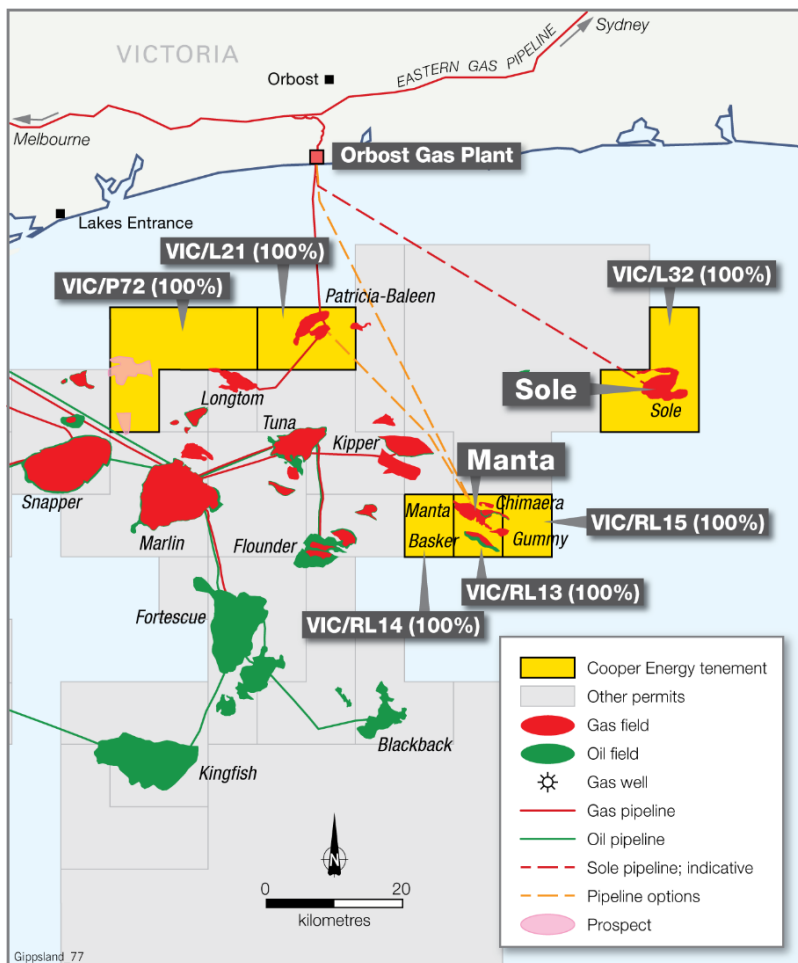 VICTORIA
Sydney
Orbost
EASTERN GAS PIPELINE
Melbourne
Orbost Gas Plant
Lakes Entrance
VIC/L21 (100%)
VIC/P72 (100%)
VIC/L32 (100%)
Patricia-Baleen
Longtom
Sole
Sole
Tuna
Kipper
Manta
Snapper
Manta
Chimaera
VIC/RL15 (100%)
Marlin
Flounder
Basker
Gummy
VIC/RL13 (100%)
Fortescue
VIC/RL14 (100%)
Blackback
Kingfish
Cooper Energy tenement
Other permits
Gas field
Oil field
Gas well
Gas pipeline
Oil pipeline
Sole pipeline; indicative
Pipeline options
Prospect
N
0 20
kilometres
Gippsland 77